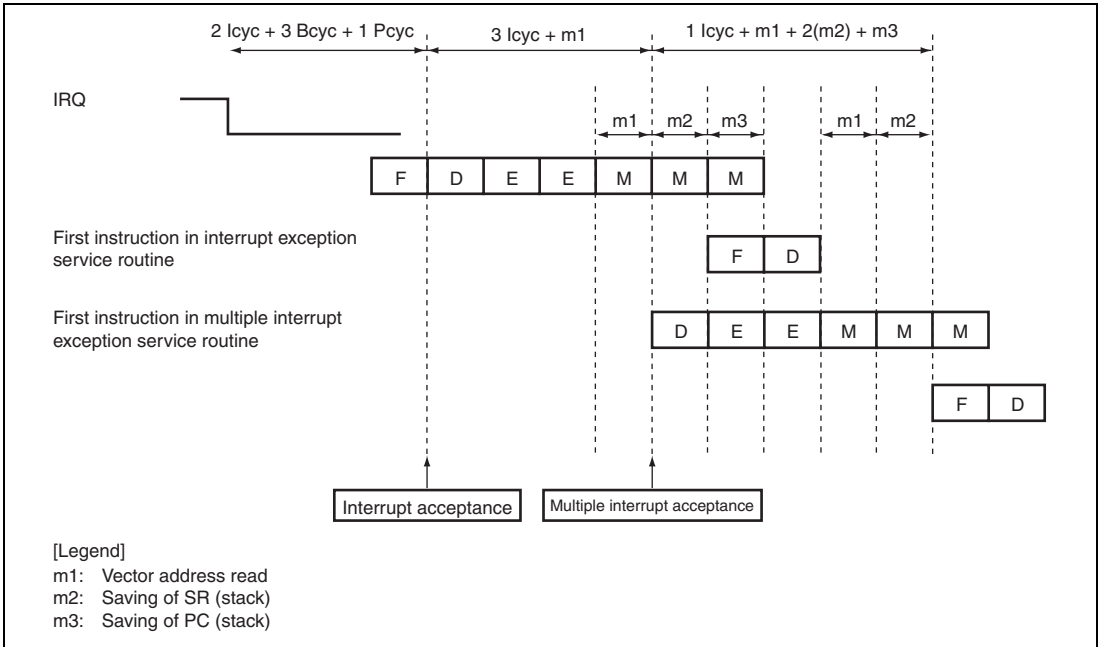 2 Icyc + 3 Bcyc + 1 Pcyc
3 Icyc + m1
1 Icyc + m1 + 2(m2) + m3
IRQ
m1 m2 m3 m1 m2
F D E E M M M
First instruction in interrupt exception
service routine
F D
First instruction in multiple interrupt
exception service routine
D E E M M M
F D
Interrupt acceptance
Multiple interrupt acceptance
[Legend]
m1: Vector address read
m2: Saving of SR (stack)
m3: Saving of PC (stack)